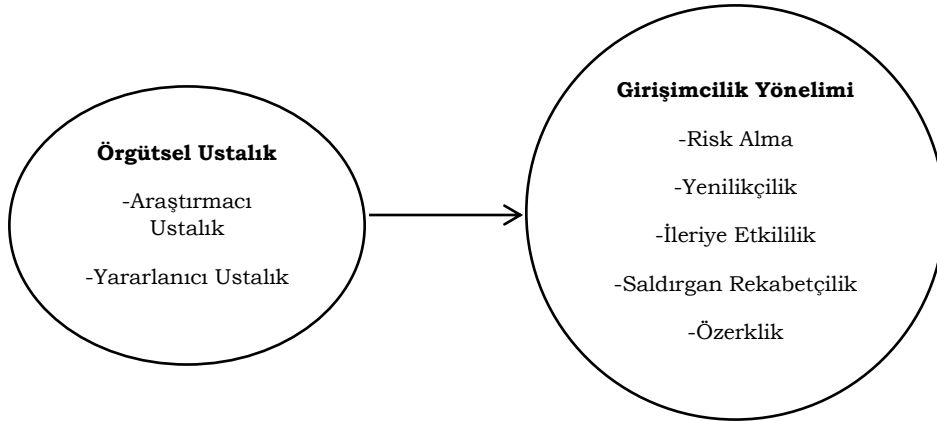 Örgütsel Ustalık
-Araştırmacı
Ustalık
-Yararlanıcı Ustalık
Girişimcilik Yönelimi
-Risk Alma
-Yenilikçilik
-İleriye Etkililik
-Saldırgan Rekabetçilik
-Özerklik